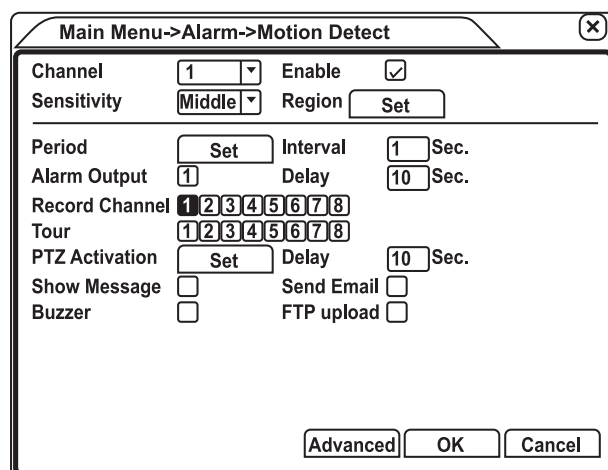 Main Menu->Alarm->Motion Detect
Channel 1 Enable
Sensitivity Middle Region Set
Period Set Interval 1 Sec.
Alarm Output 1 Delay 10 Sec.
Record Channel 1 2 3 4 5 6 7 8
Tour 1 2 3 4 5 6 7 8
PTZ Activation Set Delay 10 Sec.
Show Message Send Email
Buzzer FTP upload
Advanced OK Cancel